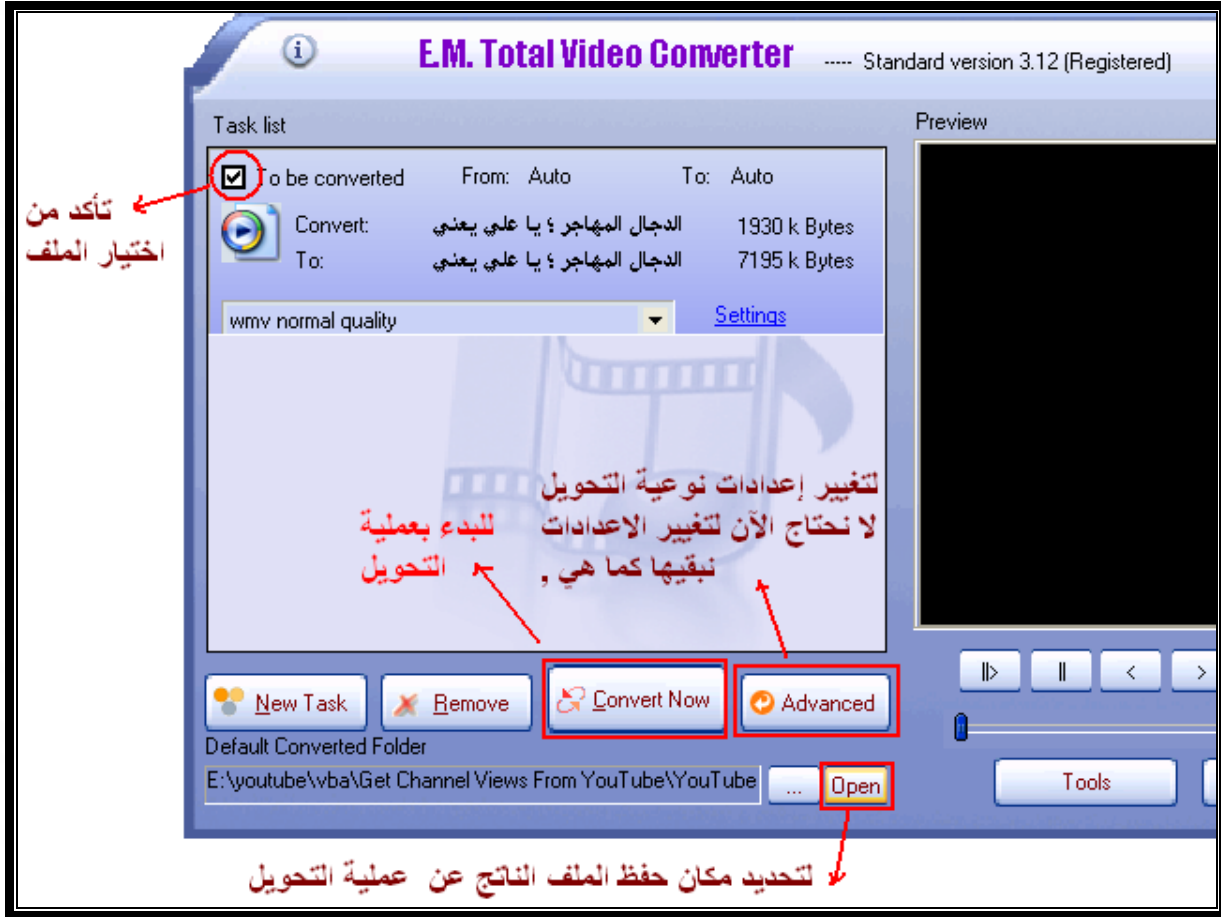 E.M. Total Video Converter ----- Standard version 3.12 (Registered)
Task list
Preview
To be converted From: Auto To: Auto
Convert: الدجال المهاجر ؛ يا علي يعني 1930 k Bytes
To: الدجال المهاجر ؛ يا علي يعني 7195 k Bytes
wmv normal quality Settings
تأكد من
اختيار الملف
لتغيير إعدادات نوعية التحويل
لا نحتاج الآن لتغيير الاعدادات
نبقيها كما هي ,
للبدء بعملية
التحويل
New Task Remove Convert Now Advanced
Default Converted Folder
E:\youtube\vba\Get Channel Views From YouTube\YouTube ... Open
Tools
لتحديد مكان حفظ الملف الناتج عن عملية التحويل